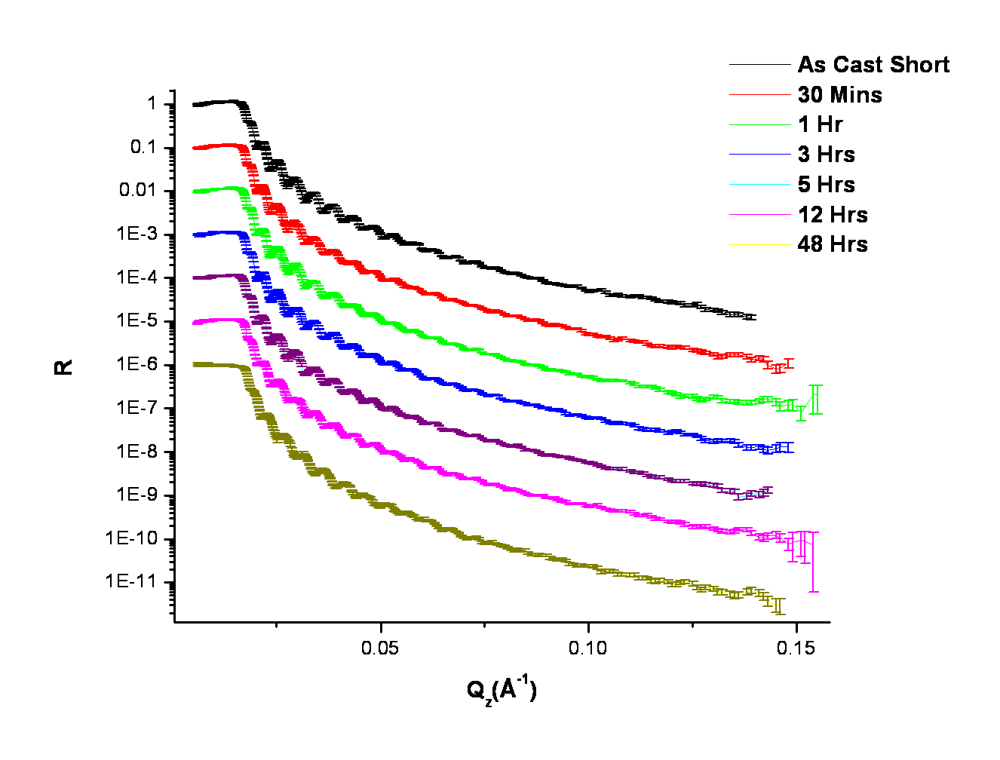 As Cast Short
30 Mins
1 Hr
3 Hrs
5 Hrs
12 Hrs
48 Hrs
1
0.1
0.01
1E-3
1E-4
1E-5
1E-6
1E-7
1E-8
1E-9
1E-10
1E-11
R
0.05 0.10 0.15
Qz(Å-1)